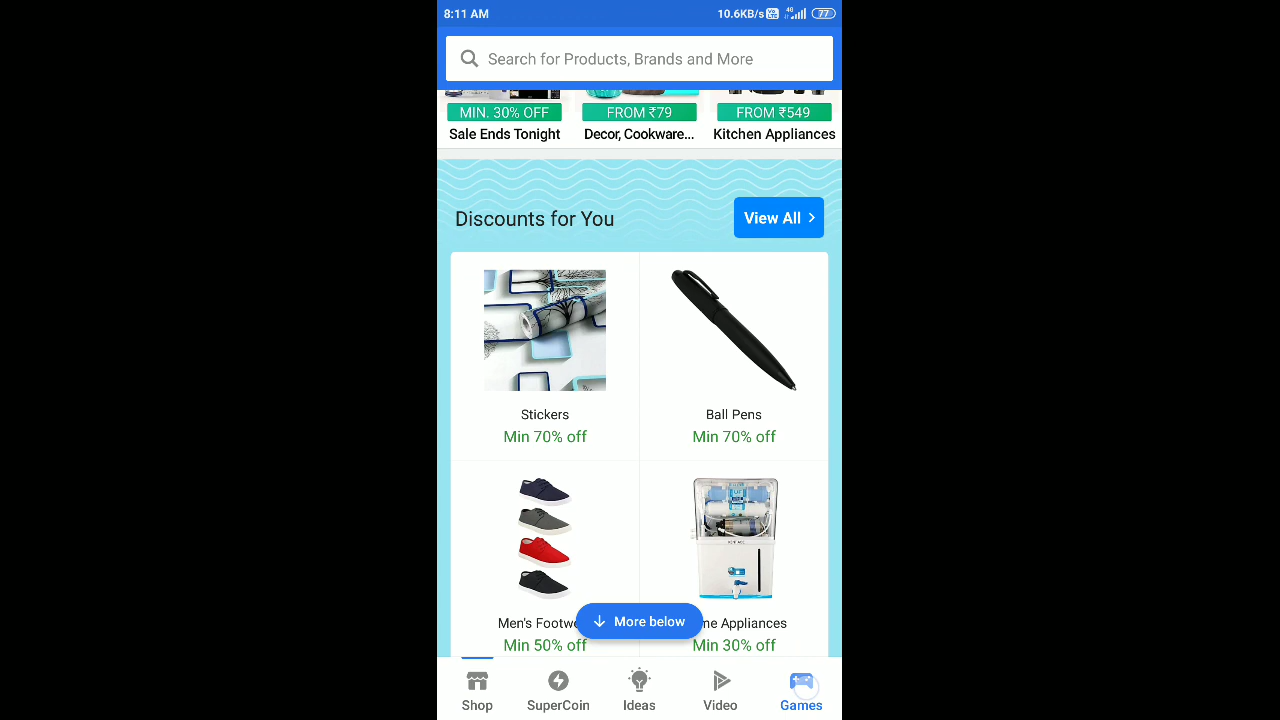 8:11 AM 10.6KB/s 4G 77
Search for Products, Brands and More
MIN. 30% OFF FROM ₹79 FROM ₹549
Sale Ends Tonight Decor, Cookware... Kitchen Appliances
Discounts for You View All
Stickers Ball Pens
Min 70% off Min 70% off
Men's Footwe me Appliances
More below
Min 50% off Min 30% off
Shop SuperCoin Ideas Video Games